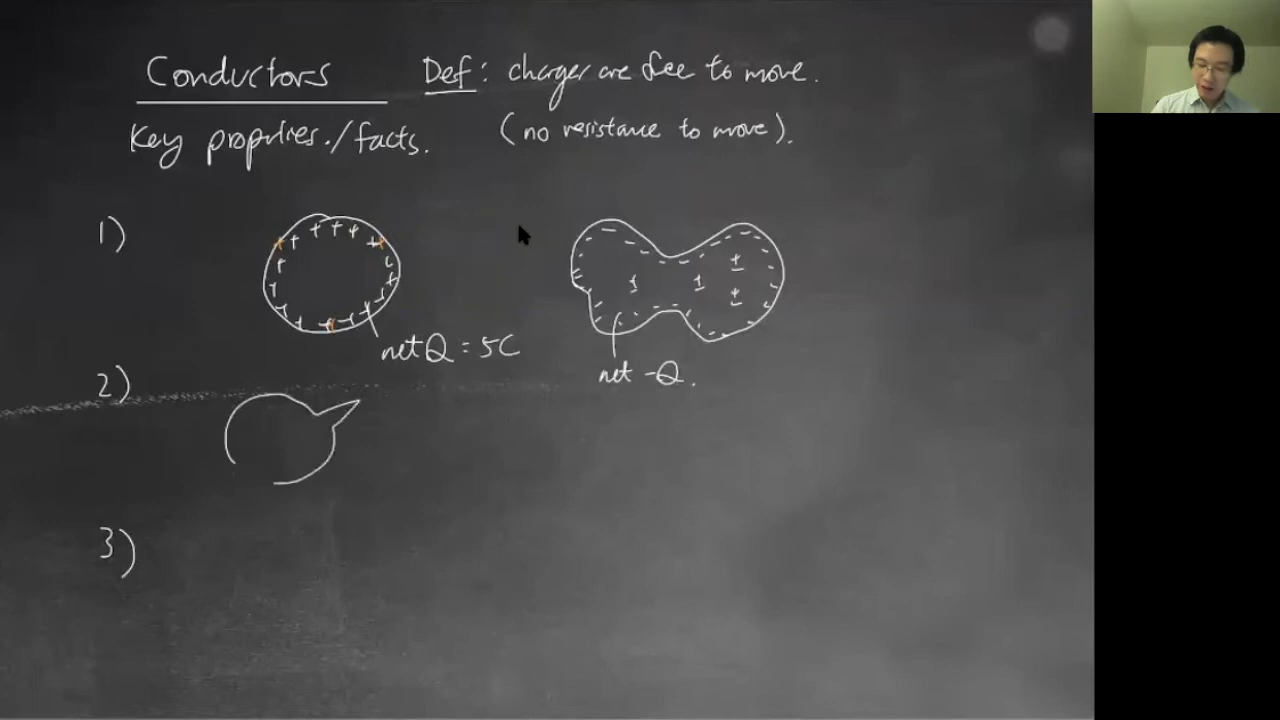 Conductors Def: charges are free to move.
Key properties./facts. (no resistance to move).
1)
net Q = 5C
net -Q.
2)
3)